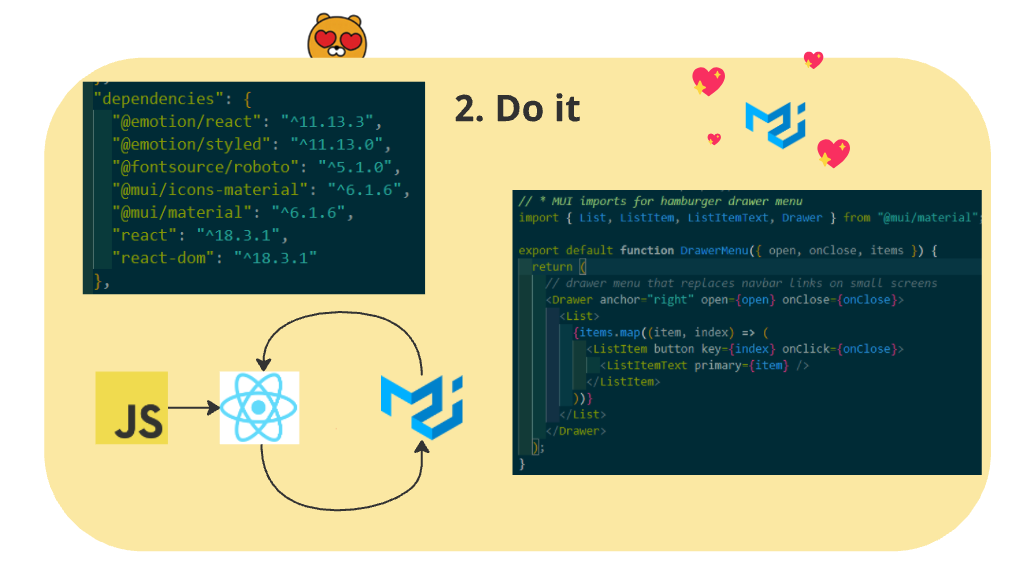 2. Do it
"dependencies": {
"@emotion/react": "^11.13.3",
"@emotion/styled": "^11.13.0",
"@fontsource/roboto": "^5.1.0",
"@mui/icons-material": "^6.1.6",
"@mui/material": "^6.1.6",
"react": "^18.3.1",
"react-dom": "^18.3.1"
},
JS
// * MUI imports for hamburger drawer menu
import { List, ListItem, ListItemText, Drawer } from "@mui/material";
export default function DrawerMenu({ open, onClose, items }) {
return (
// drawer menu that replaces navbar links on small screens
<Drawer anchor="right" open={open} onClose={onClose}>
<List>
{items.map((item, index) => (
<ListItem button key={index} onClick={onClose}>
<ListItemText primary={item} />
</ListItem>
))}
</List>
</Drawer>
);
}